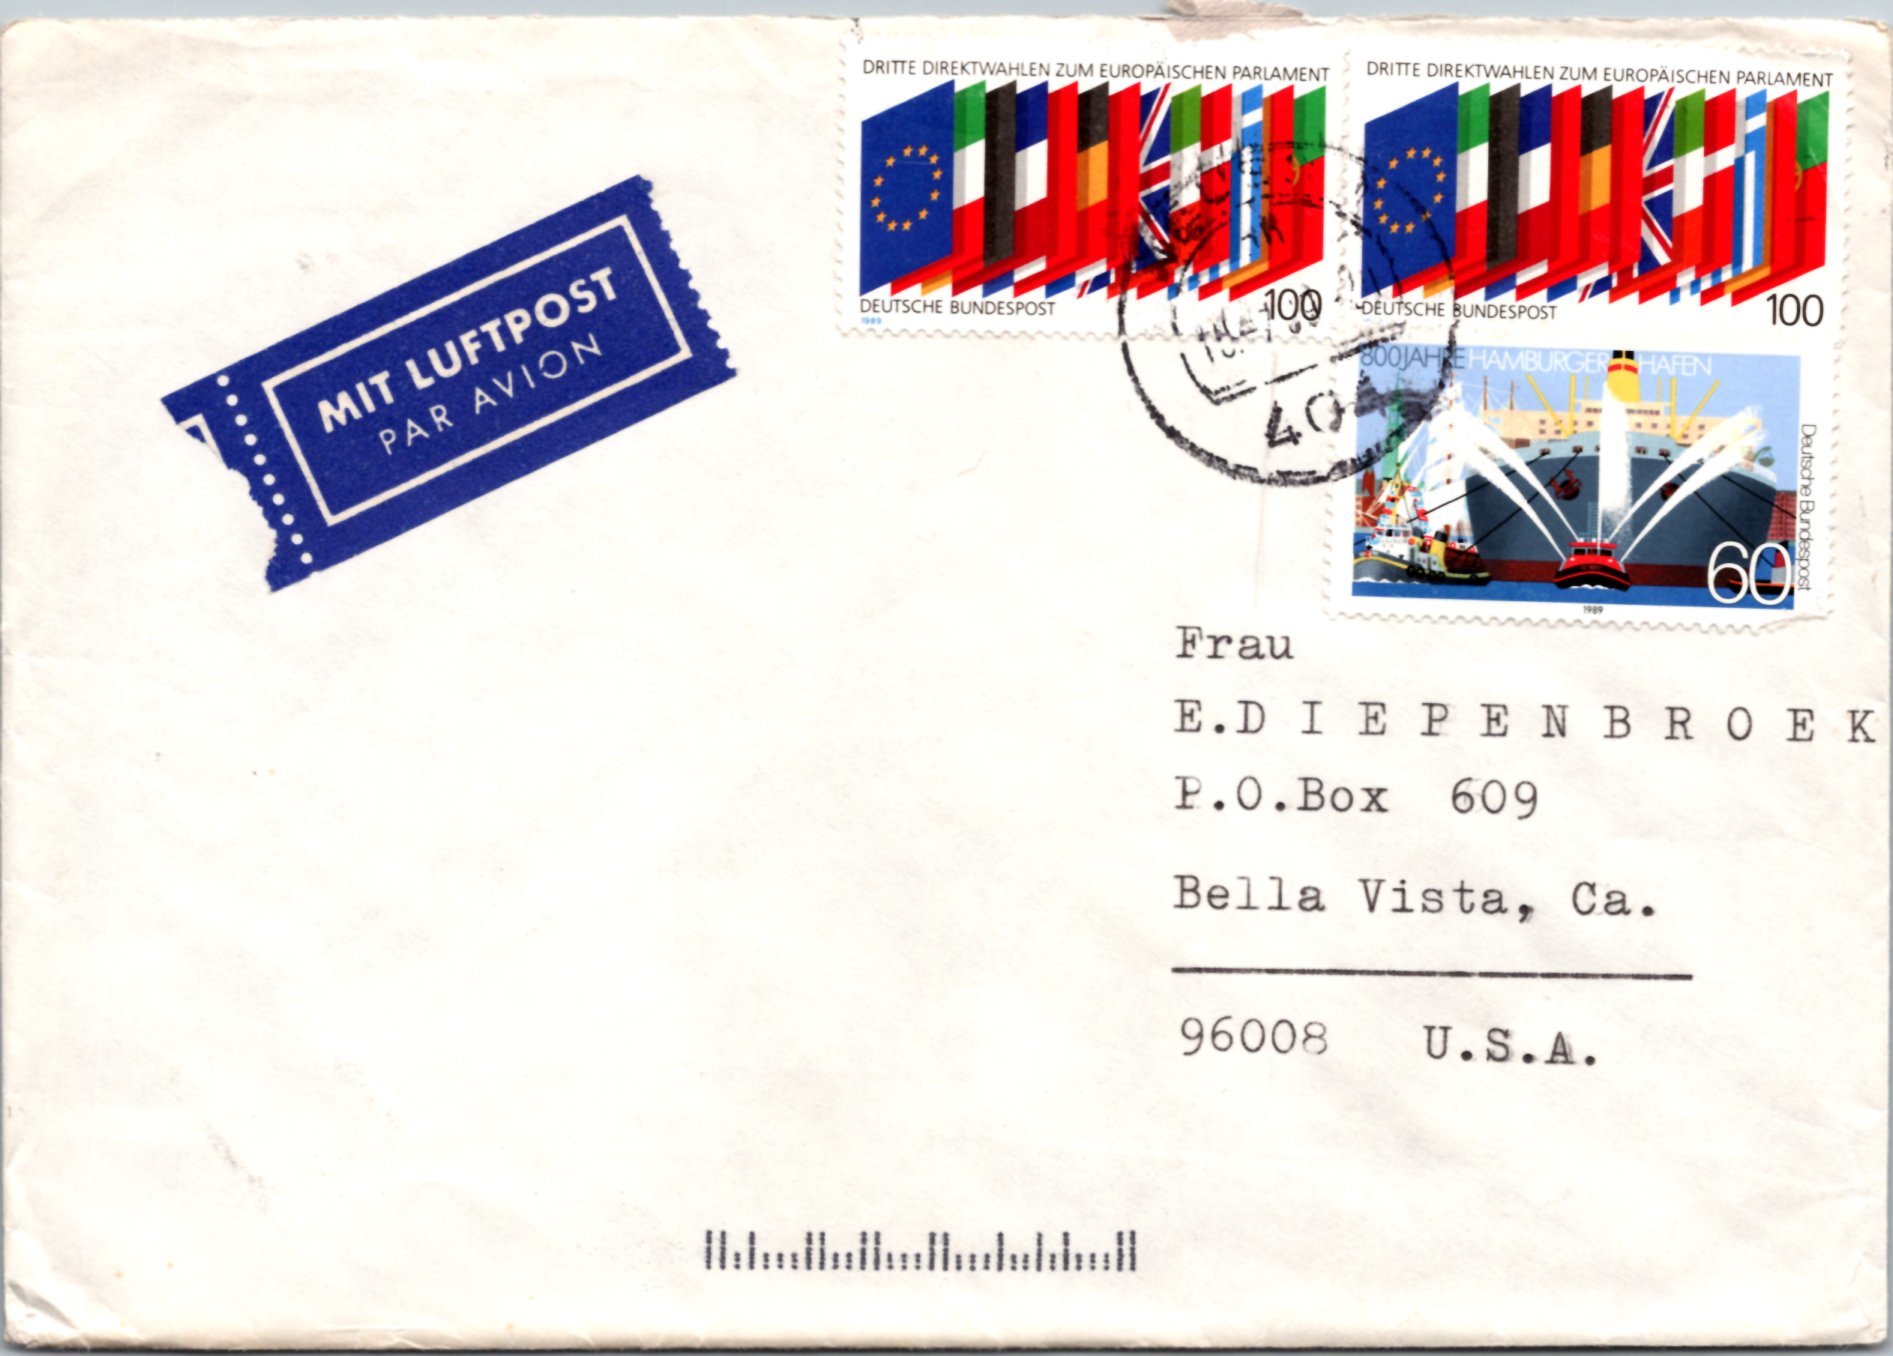 DRITTE DIREKTWAHLEN ZUM EUROPÄISCHEN PARLAMENT
DEUTSCHE BUNDESPOST
100
1989
DRITTE DIREKTWAHLEN ZUM EUROPÄISCHEN PARLAMENT
DEUTSCHE BUNDESPOST
100
800 JAHRE HAMBURGER HAFEN
Deutsche Bundespost
60
1989
MIT LUFTPOST
PAR AVION
Frau
E.D I E P E N B R O E K
P.O.Box 609
Bella Vista, Ca.
96008 U.S.A.